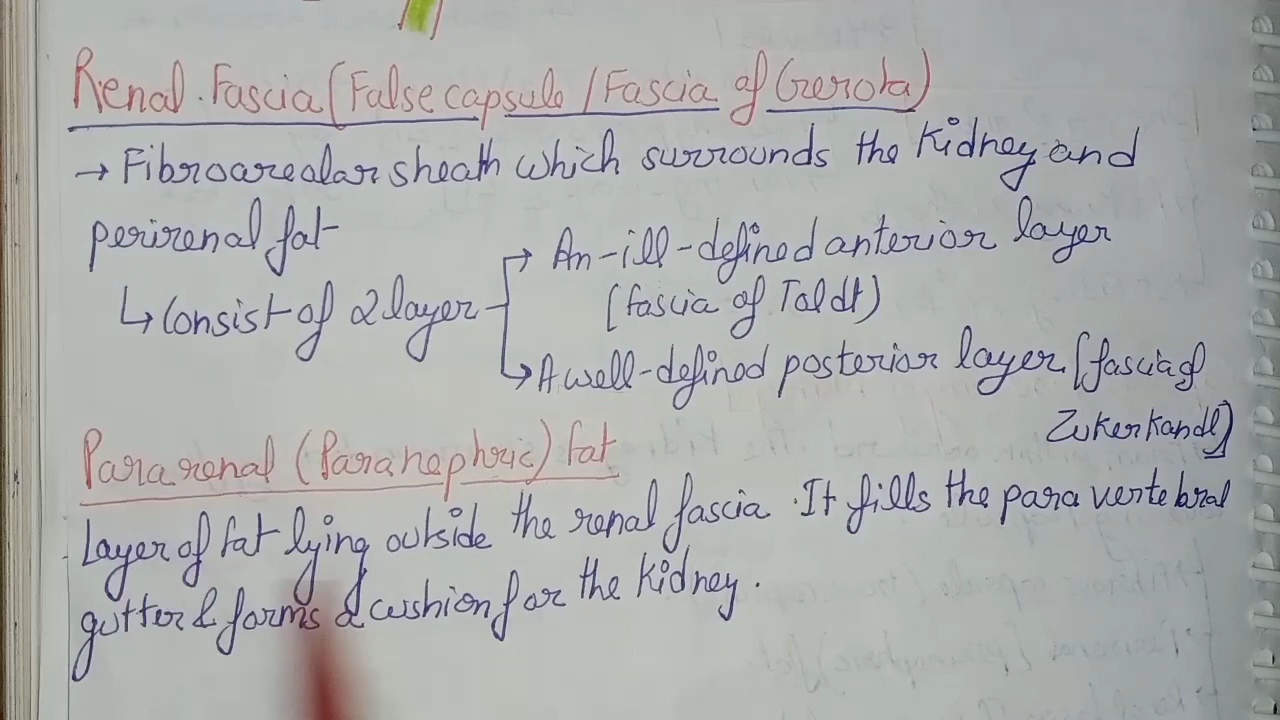 Renal Fascia (False capsule / Fascia of Gerota)
→ Fibroareolar sheath which surrounds the Kidney and
perirenal fat
An-ill-defined anterior layer
(fascia of Toldt)
↳ Consist of 2 layer
A well-defined posterior layer (fascia of
Zukerkandl)
Pararenal (Paranephric) fat
Layer of fat lying outside the renal fascia. It fills the para vertebral
gutter & forms a cushion for the Kidney.